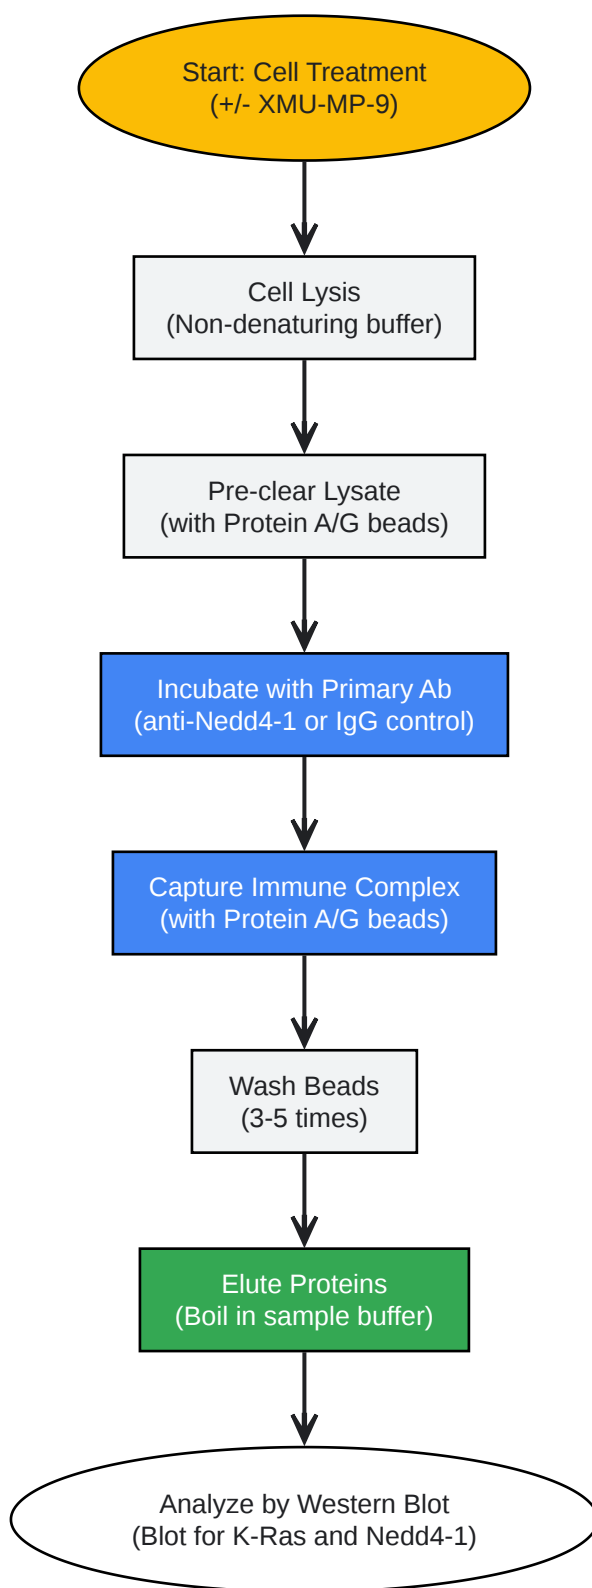 Start: Cell Treatment
(+/- XMU-MP-9)
Cell Lysis
(Non-denaturing buffer)
Pre-clear Lysate
(with Protein A/G beads)
Incubate with Primary Ab
(anti-Nedd4-1 or IgG control)
Capture Immune Complex
(with Protein A/G beads)
Wash Beads
(3-5 times)
Elute Proteins
(Boil in sample buffer)
Analyze by Western Blot
(Blot for K-Ras and Nedd4-1)